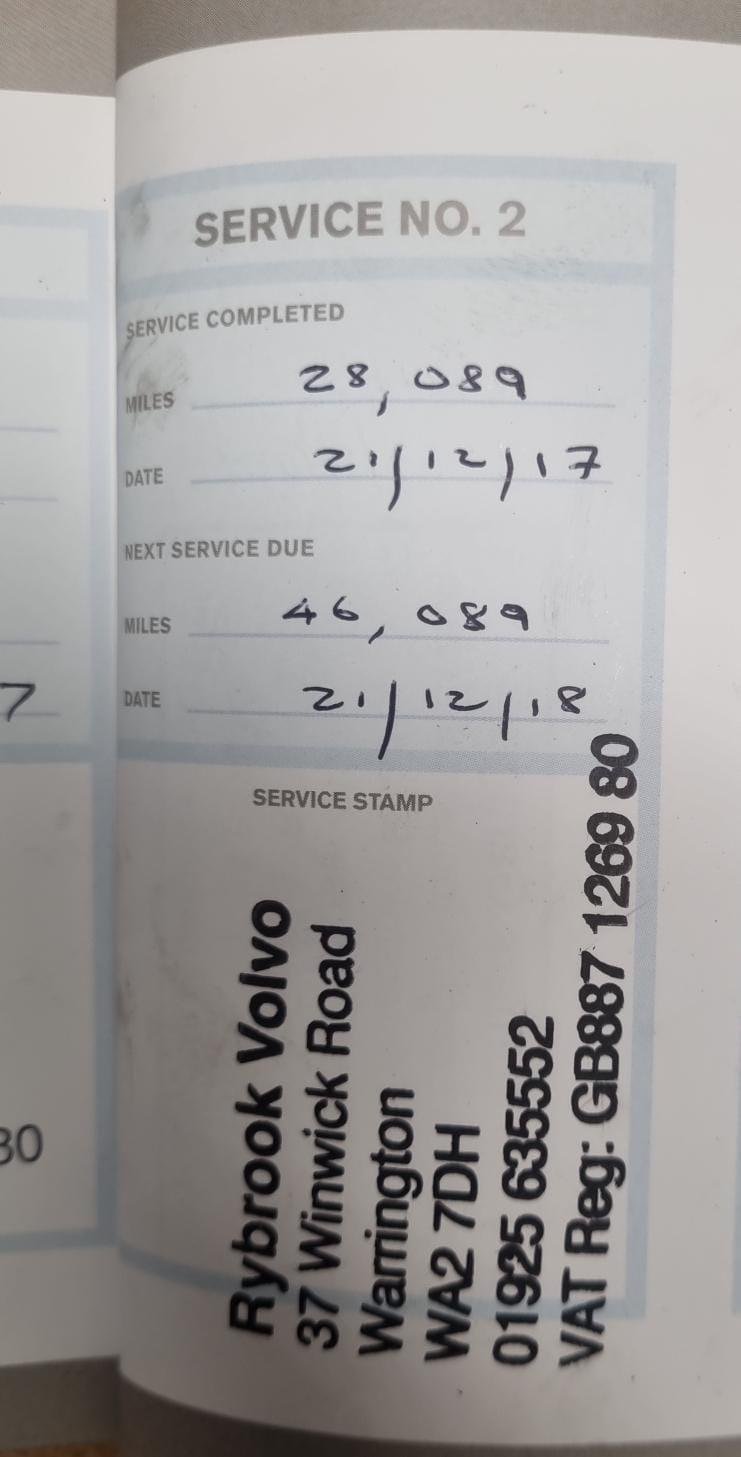 SERVICE NO. 2
SERVICE COMPLETED
MILES 28,089
DATE 21/12/17
NEXT SERVICE DUE
MILES 46,089
DATE 21/12/18
SERVICE STAMP
Rybrook Volvo
37 Winwick Road
Warrington
WA2 7DH
01925 635552
VAT Reg: GB887 1269 80
7
80